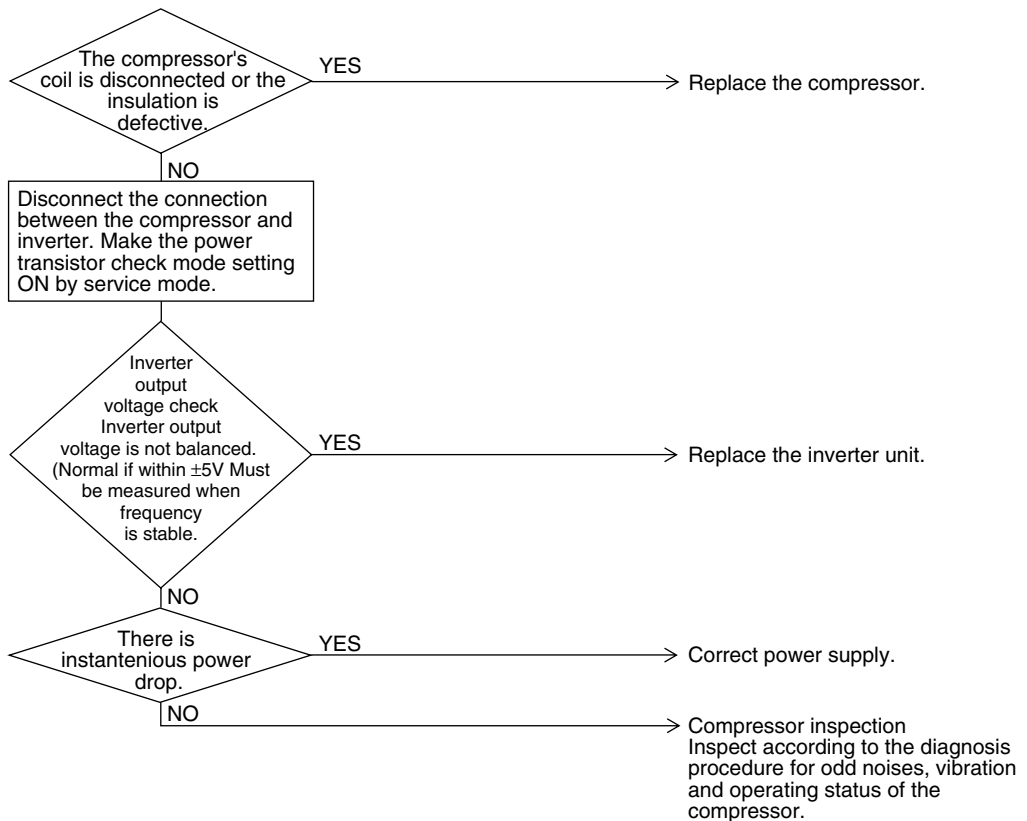 The compressor's
coil is disconnected or the
insulation is
defective.
YES
Replace the compressor.
NO
Disconnect the connection
between the compressor and
inverter. Make the power
transistor check mode setting
ON by service mode.
Inverter
output
voltage check
Inverter output
voltage is not balanced.
(Normal if within ±5V Must
be measured when
frequency
is stable.
YES
Replace the inverter unit.
NO
There is
instantenious power
drop.
YES
Correct power supply.
NO
Compressor inspection
Inspect according to the diagnosis
procedure for odd noises, vibration
and operating status of the
compressor.